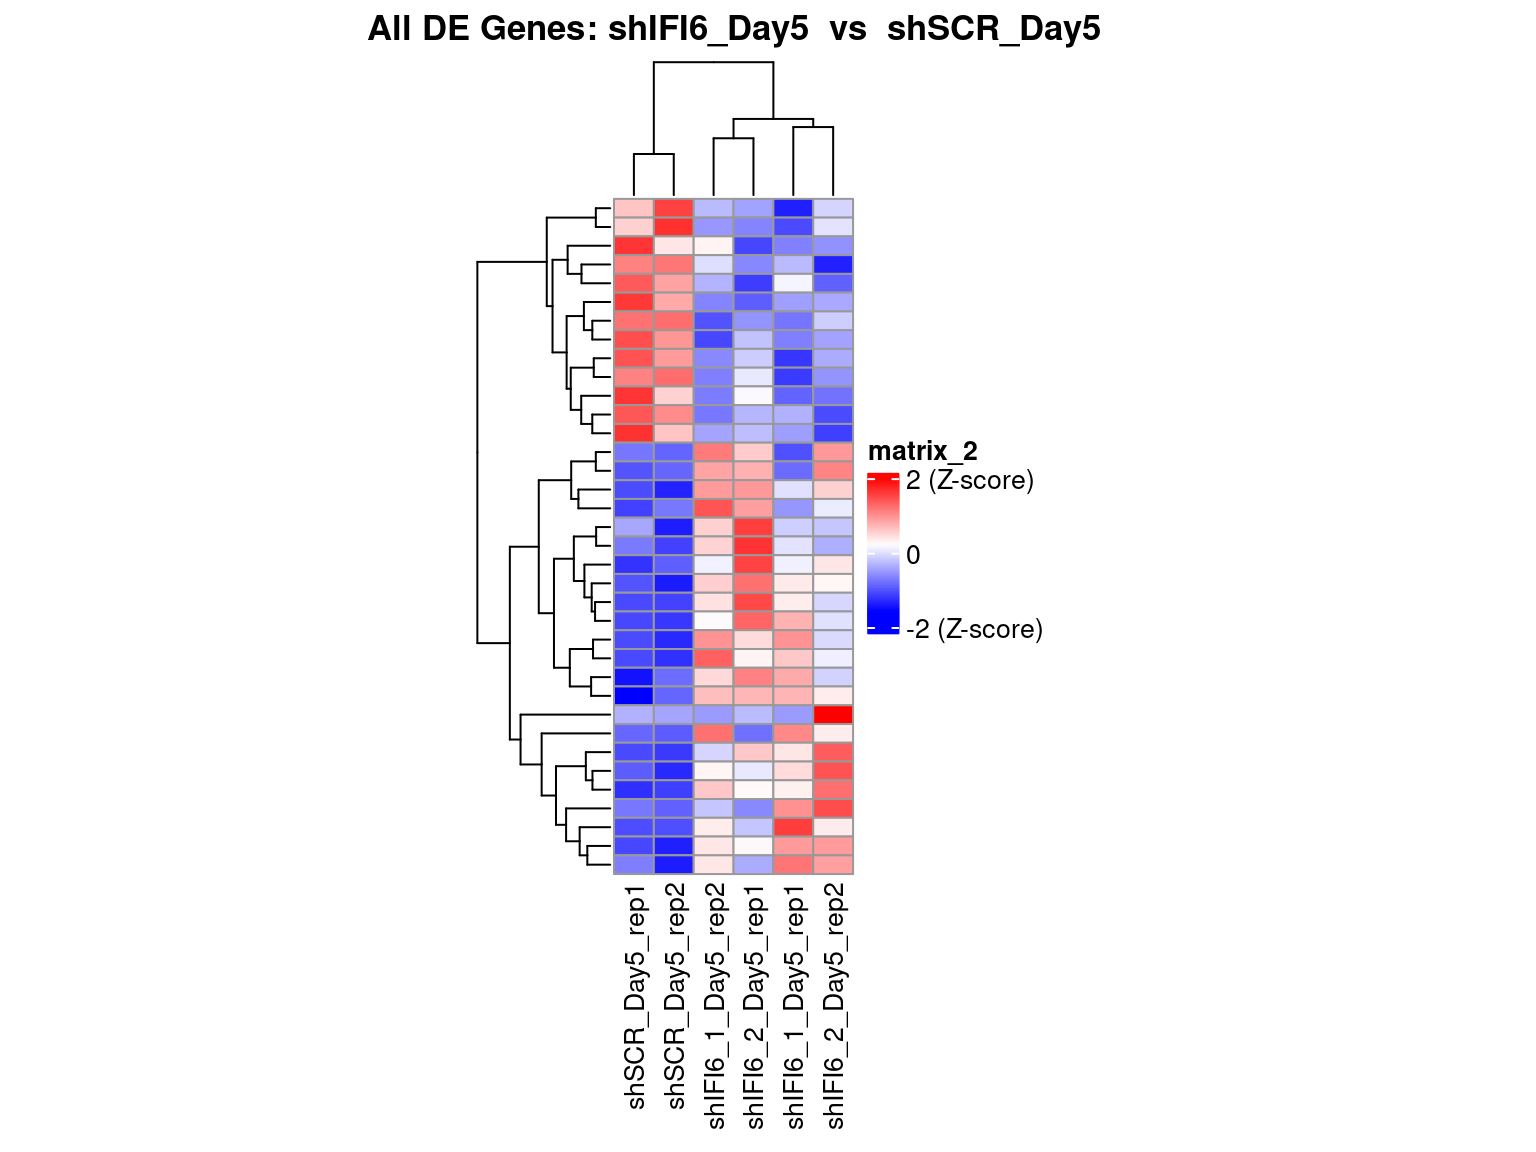 All DE Genes: shIFI6_Day5  vs  shSCR_Day5
matrix_2
2 (Z-score)
0
-2 (Z-score)
shSCR_Day5_rep1
shSCR_Day5_rep2
shIFI6_1_Day5_rep2
shIFI6_2_Day5_rep1
shIFI6_1_Day5_rep1
shIFI6_2_Day5_rep2